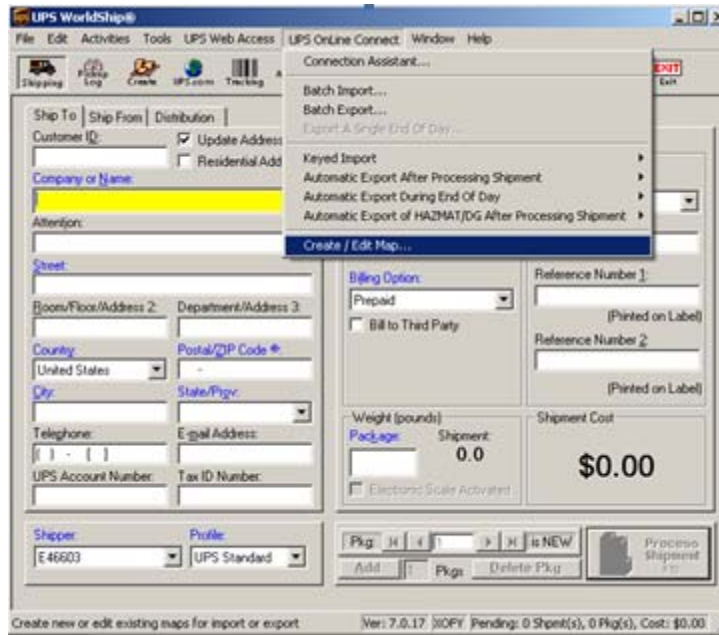 UPS WorldShip®
File Edit Activities Tools UPS Web Access UPS OnLine Connect Window Help
Shipping Pickup Log Create UPS.com Tracking EXIT Exit
Connection Assistant...
Batch Import...
Batch Export...
Export A Single End Of Day...
Keyed Import
Automatic Export After Processing Shipment
Automatic Export During End Of Day
Automatic Export of HAZMAT/DG After Processing Shipment
Create / Edit Map...
Ship To Ship From Distribution
Customer ID: Update Address
Residential Add
Company or Name:
Attention:
Street:
Room/Floor/Address 2: Department/Address 3:
Country: Postal/ZIP Code
United States -
City: State/Prov:
Telephone: E-mail Address:
( ) - [ ]
UPS Account Number: Tax ID Number:
Billing Option:
Prepaid
Bill to Third Party
Reference Number 1:
(Printed on Label)
Reference Number 2
(Printed on Label)
Weight (pounds)
Package: Shipment:
0.0
Electronic Scale Activated
Shipment Cost
$0.00
Shipper: Profile:
E46603 UPS Standard
Pkg: 1 is NEW
Add 1 Pkgs Delete Pkg
Process Shipment
Create new or edit existing maps for import or export Ver: 7.0.17 XOFY Pending: 0 Shpmt(s), 0 Pkg(s), Cost: $0.00